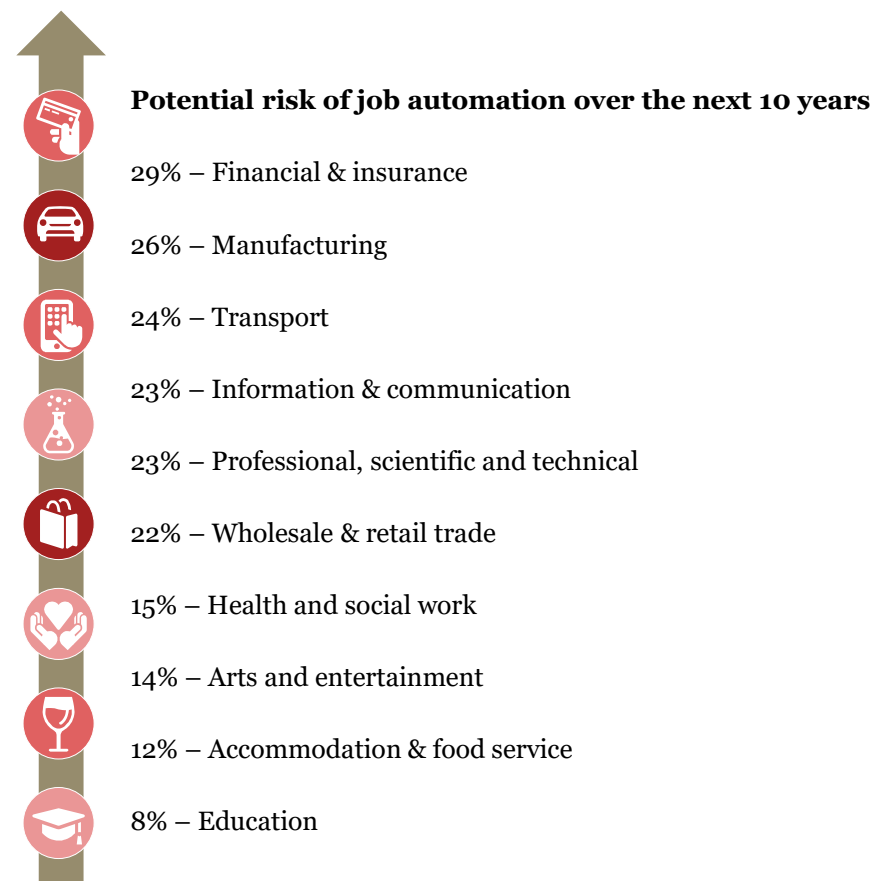 Potential risk of job automation over the next 10 years
29% – Financial & insurance
26% – Manufacturing
24% – Transport
23% – Information & communication
23% – Professional, scientific and technical
22% – Wholesale & retail trade
15% – Health and social work
14% – Arts and entertainment
12% – Accommodation & food service
8% – Education